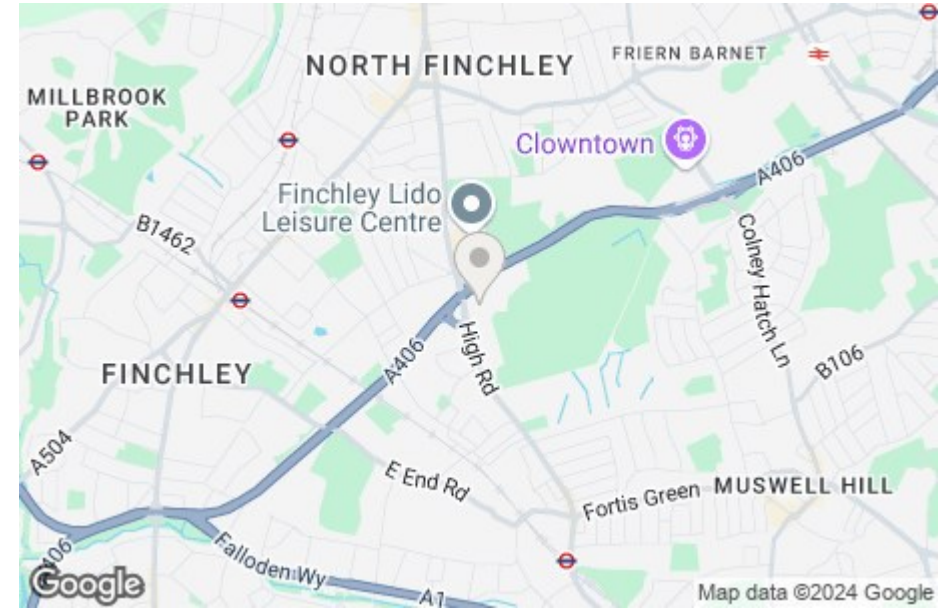 NORTH FINCHLEY
FRIERN BARNET
MILLBROOK
PARK
Clowntown
A406
Finchley Lido
Leisure Centre
B1462
Colney Hatch Ln
High Rd
FINCHLEY
A406
B106
A504
E End Rd
Fortis Green
MUSWELL HILL
A406
Falloden Wy
A1
Google
Map data ©2024 Google